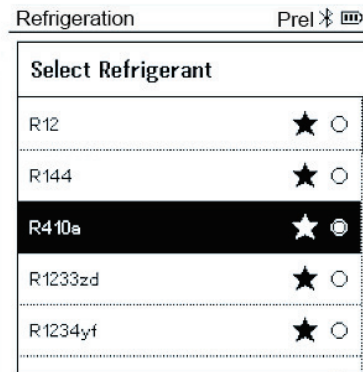 Refrigeration Prel
Select Refrigerant
R12
R144
R410a
R1233zd
R1234yf